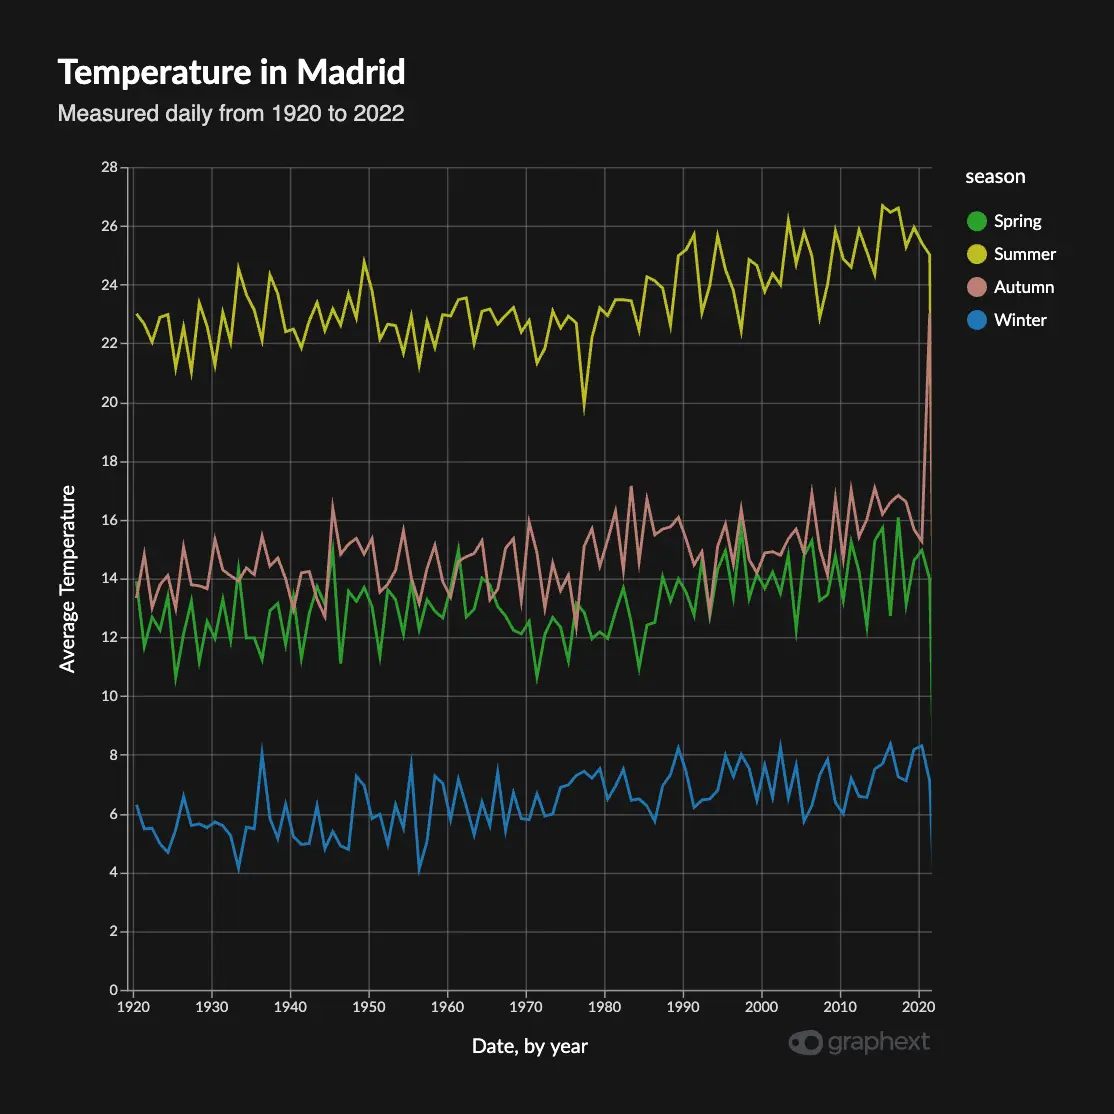 Temperature in Madrid
Measured daily from 1920 to 2022
28
26
24
22
20
18
16
14
12
10
8
6
4
2
0
Average Temperature
1920 1930 1940 1950 1960 1970 1980 1990 2000 2010 2020
Date, by year
season
Spring
Summer
Autumn
Winter
graphext